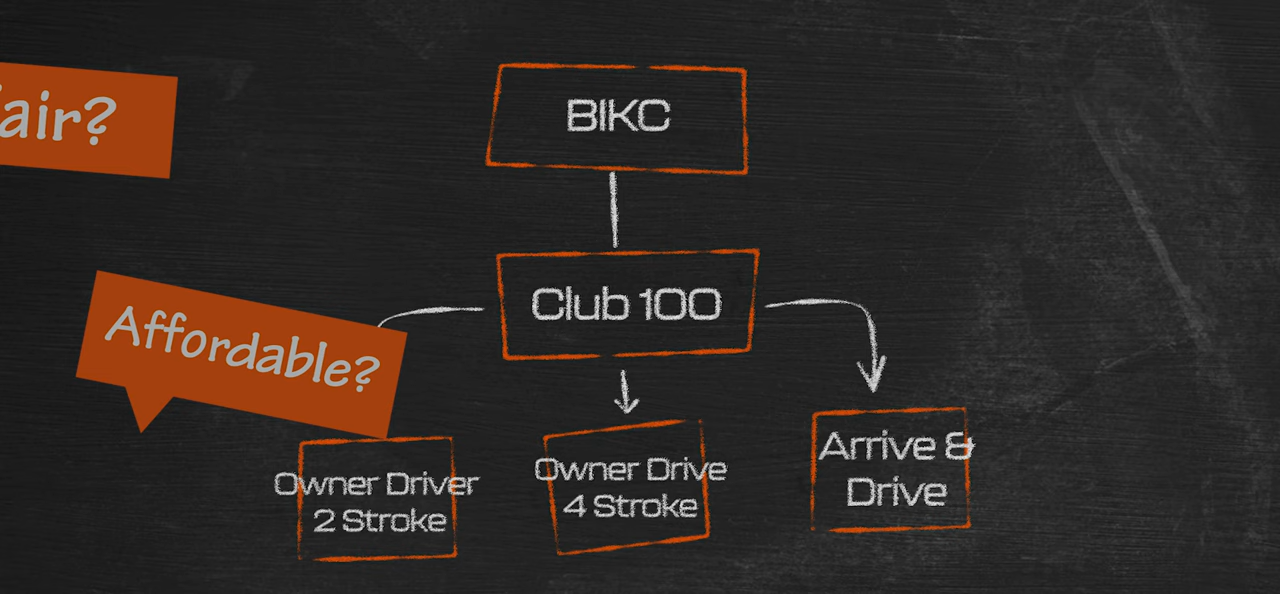 air?
BIKC
Club 100
Affordable?
Owner Driver
2 Stroke
Owner Drive
4 Stroke
Arrive &
Drive